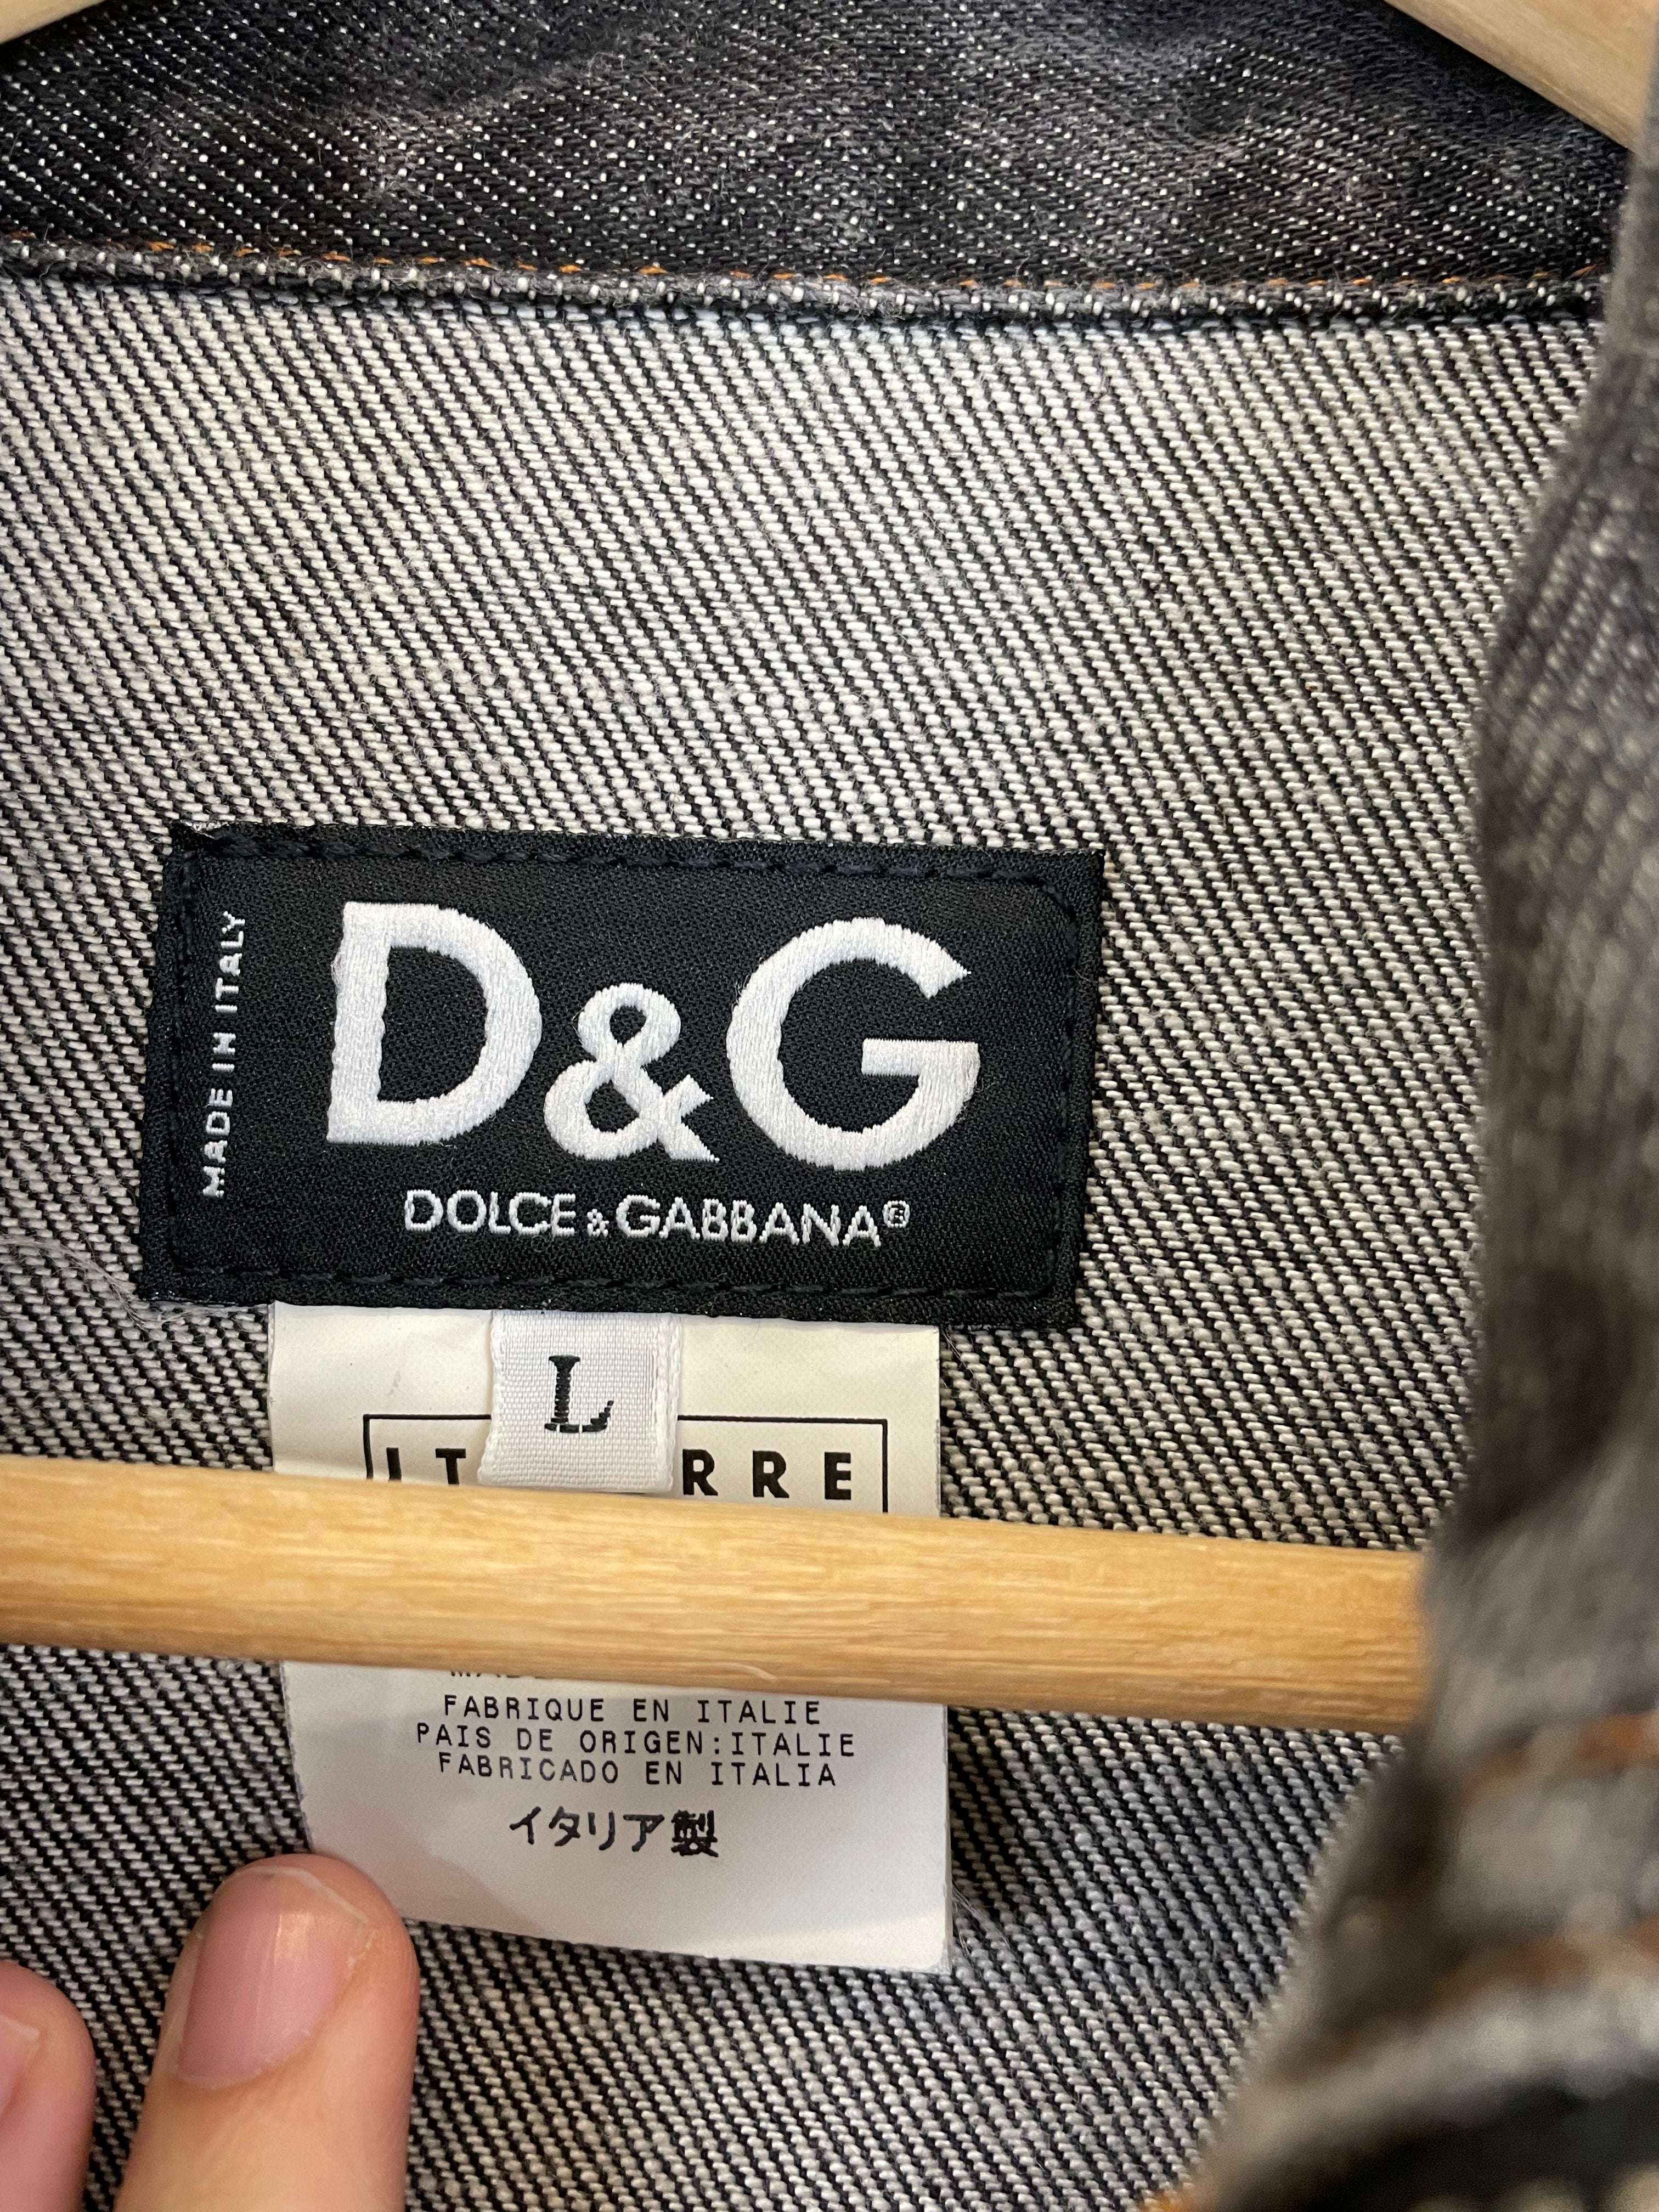 MADE IN ITALY
D&G
DOLCE & GABBANA®
L
FABRIQUE EN ITALIE
PAIS DE ORIGEN:ITALIE
FABRICADO EN ITALIA
イタリア製